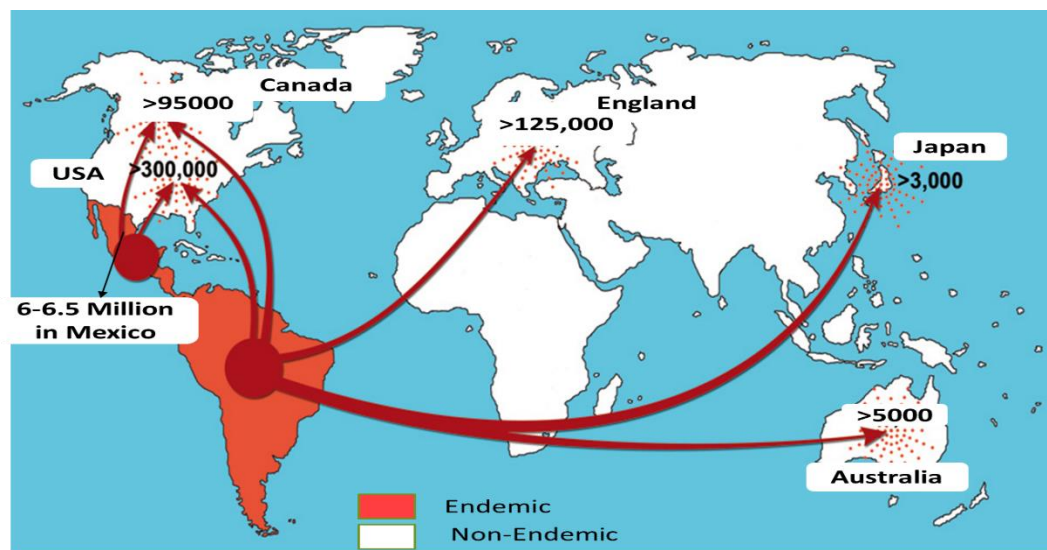 Canada
>95000
England
>125,000
USA
>300,000
Japan
>3,000
6-6.5 Million
in Mexico
>5000
Australia
Endemic
Non-Endemic